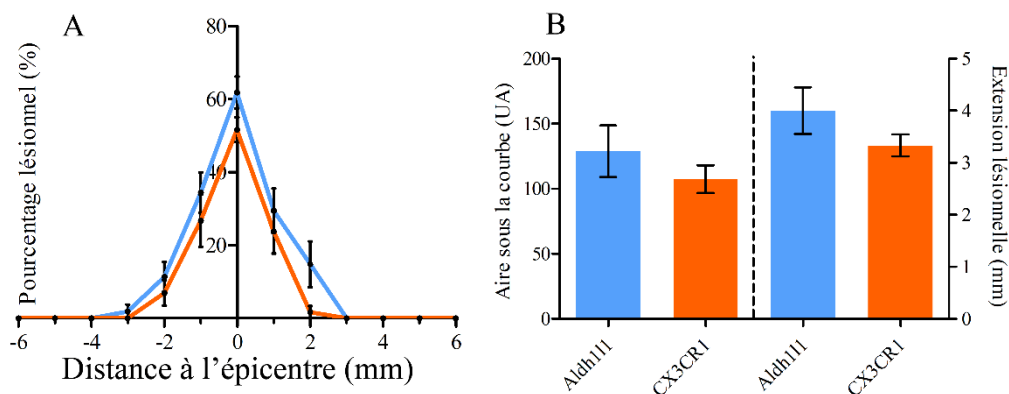 A
Pourcentage lésionnel (%)
80
60
40
20
-6 -4 -2 0 2 4 6
Distance à l’épicentre (mm)
B
Aire sous la courbe (UA)
200
150
100
50
0
Aldh1l1 CX3CR1 Aldh1l1 CX3CR1
5
4
3
2
1
0
Extension lésionnelle (mm)